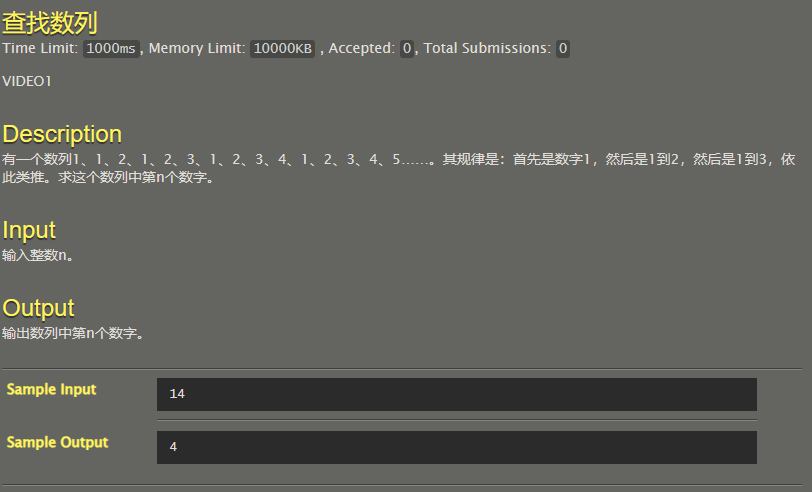 查找数列
Time Limit: 1000ms, Memory Limit: 10000KB , Accepted: 0, Total Submissions: 0
VIDEO1
Description
有一个数列1、1、2、1、2、3、1、2、3、4、1、2、3、4、5……。其规律是：首先是数字1，然后是1到2，然后是1到3，依
此类推。求这个数列中第n个数字。
Input
输入整数n。
Output
输出数列中第n个数字。
Sample Input
14
Sample Output
4